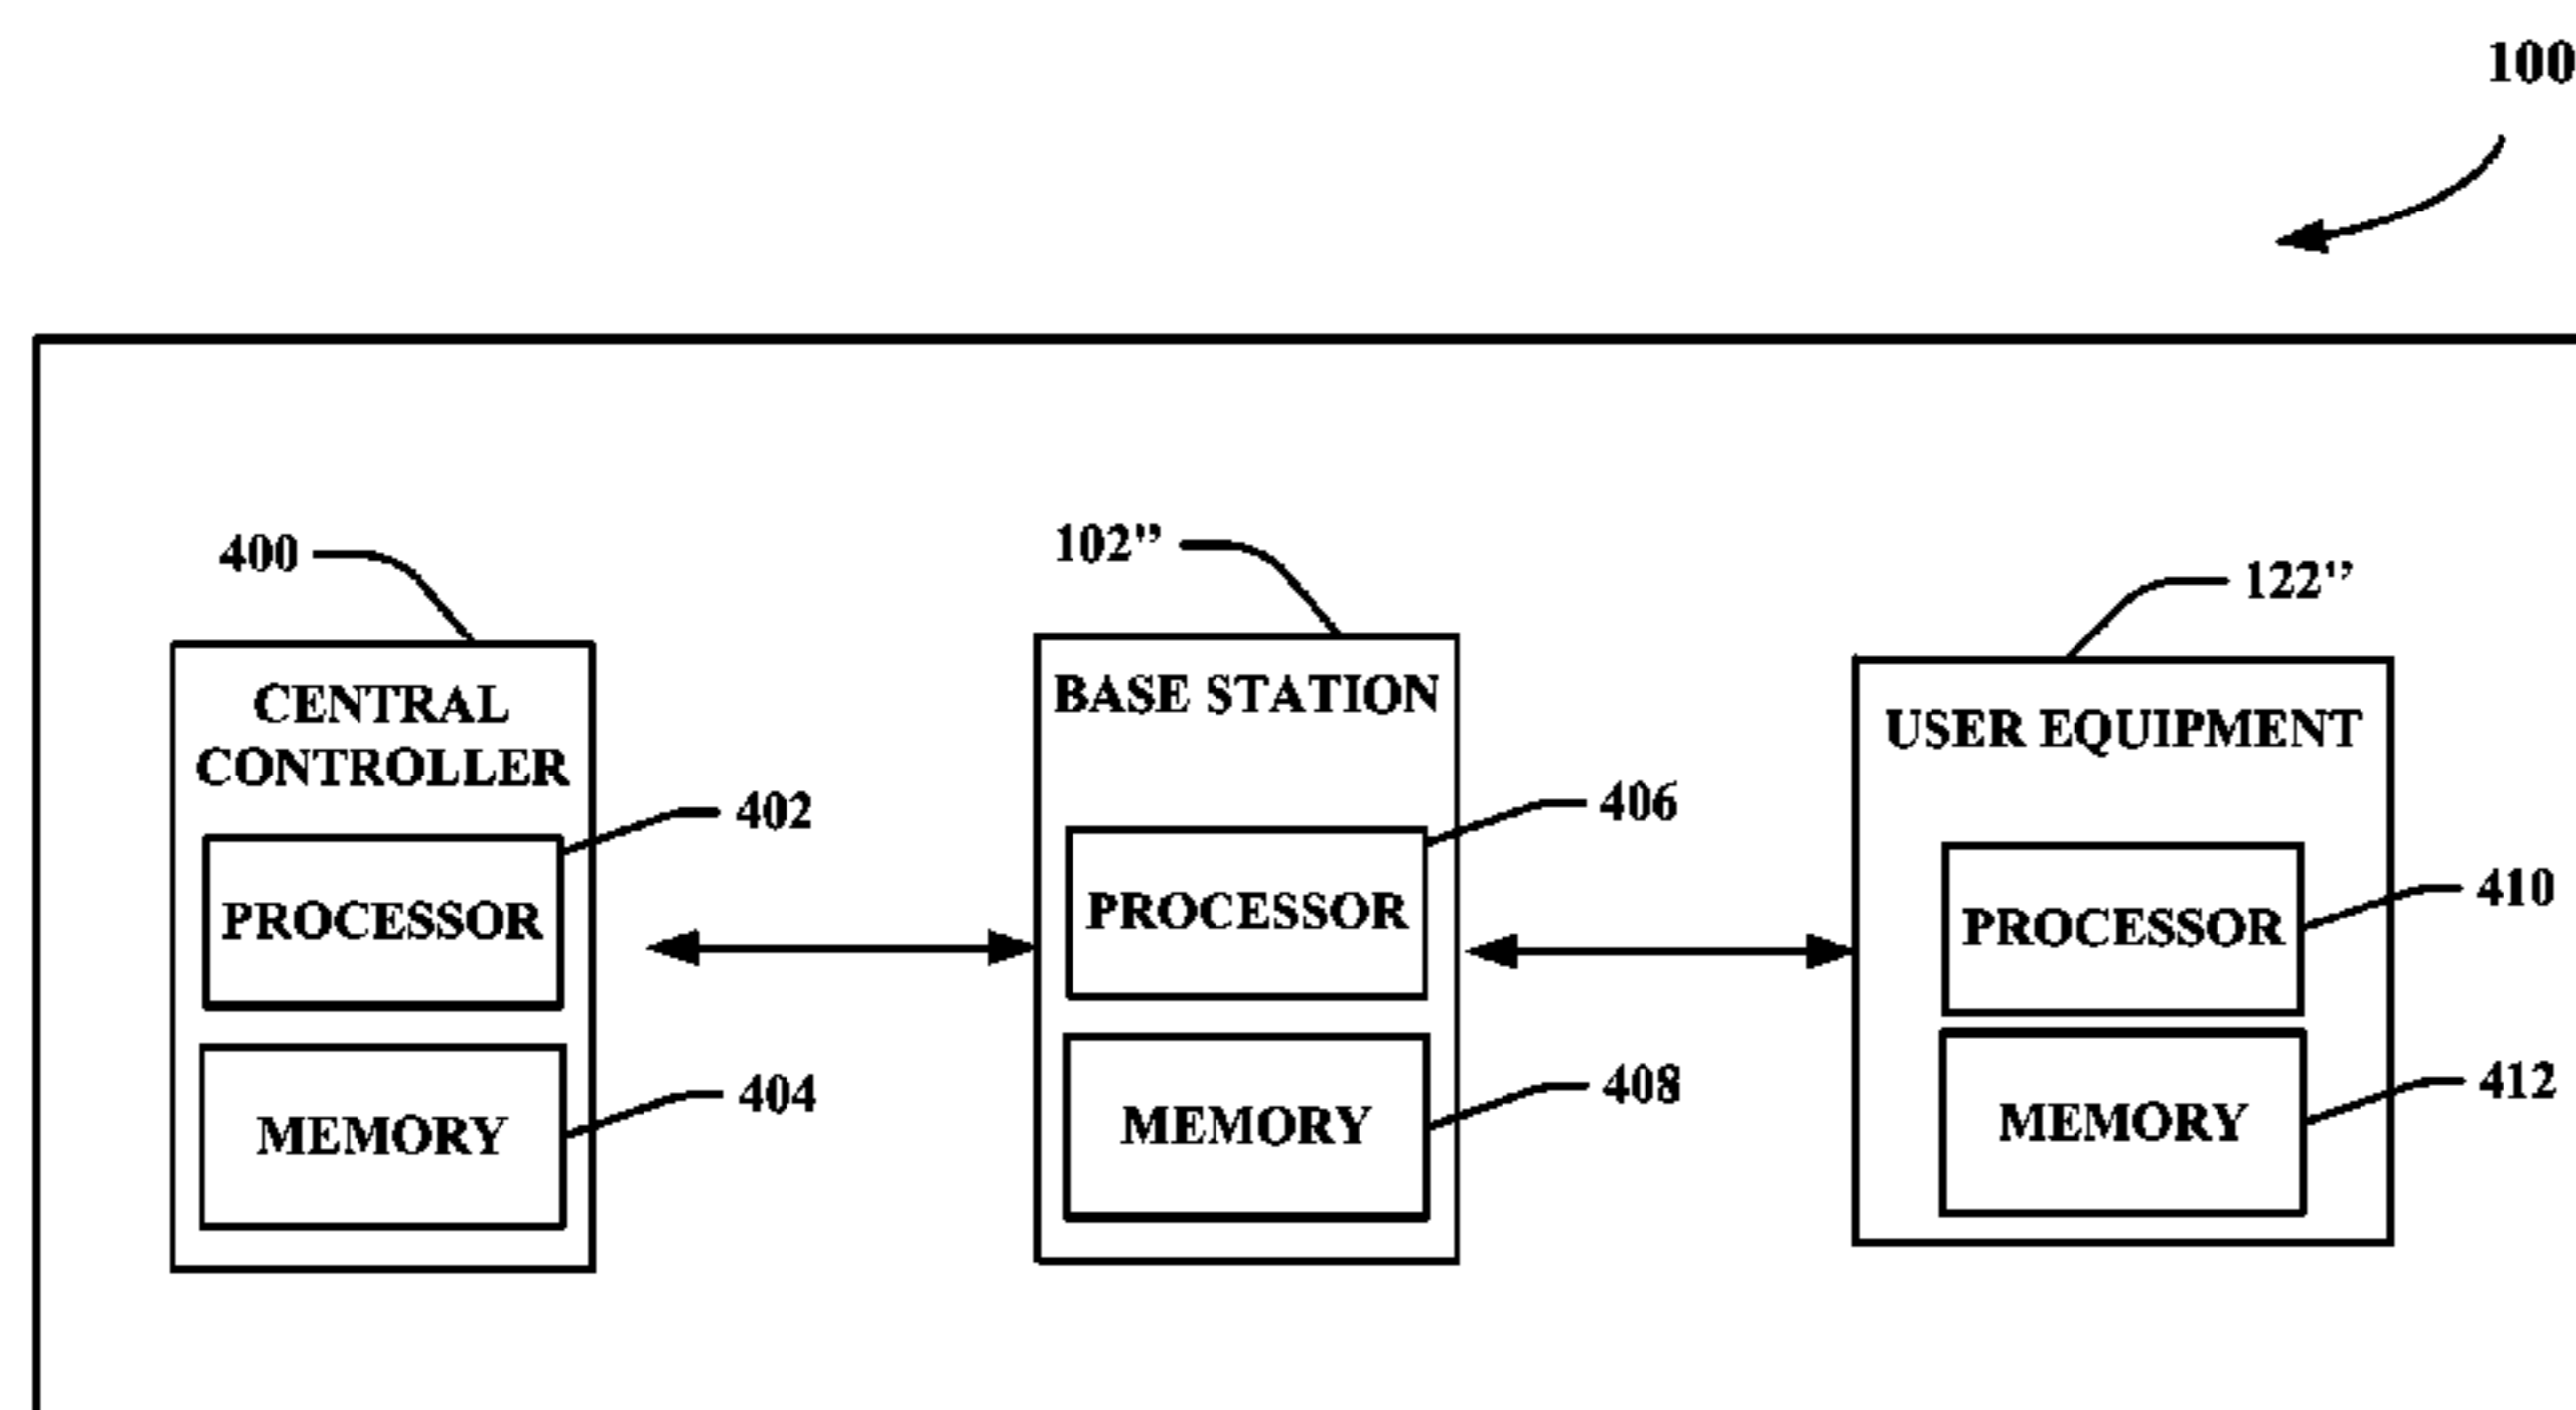 100
400
102"
122"
CENTRAL
CONTROLLER
BASE STATION
USER EQUIPMENT
402
406
410
PROCESSOR
PROCESSOR
PROCESSOR
404
408
412
MEMORY
MEMORY
MEMORY